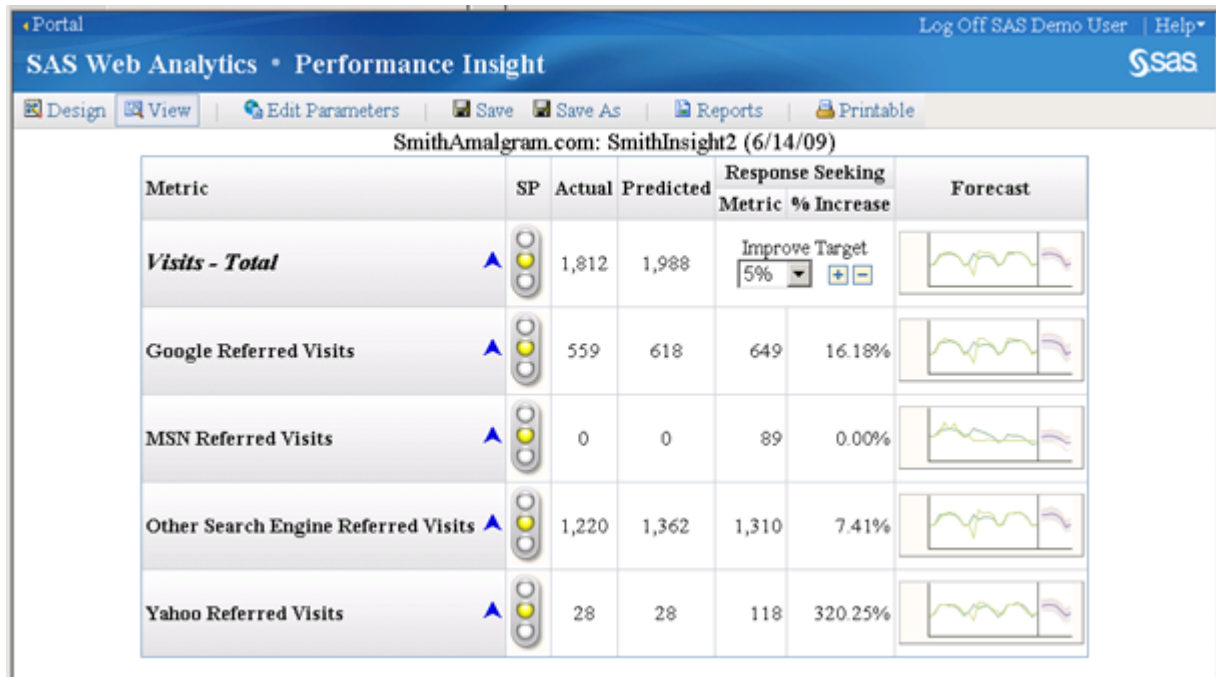 Portal Log Off SAS Demo User | Help
SAS Web Analytics • Performance Insight sas
Design View | Edit Parameters | Save Save As | Reports | Printable
SmithAmalgram.com: SmithInsight2 (6/14/09)
Metric SP Actual Predicted Response Seeking Forecast
Metric % Increase
Visits - Total 1,812 1,988 Improve Target
5%
Google Referred Visits 559 618 649 16.18%
MSN Referred Visits 0 0 89 0.00%
Other Search Engine Referred Visits 1,220 1,362 1,310 7.41%
Yahoo Referred Visits 28 28 118 320.25%